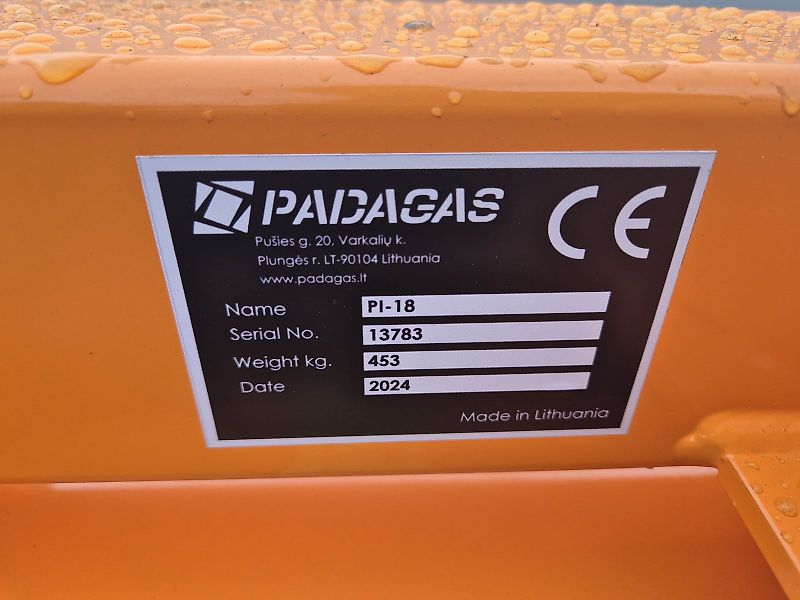 PADAGAS
CE
Pušies g. 20, Varkalių k.
Plungės r. LT-90104 Lithuania
www.padagas.lt
Name PI-18
Serial No. 13783
Weight kg. 453
Date 2024
Made in Lithuania